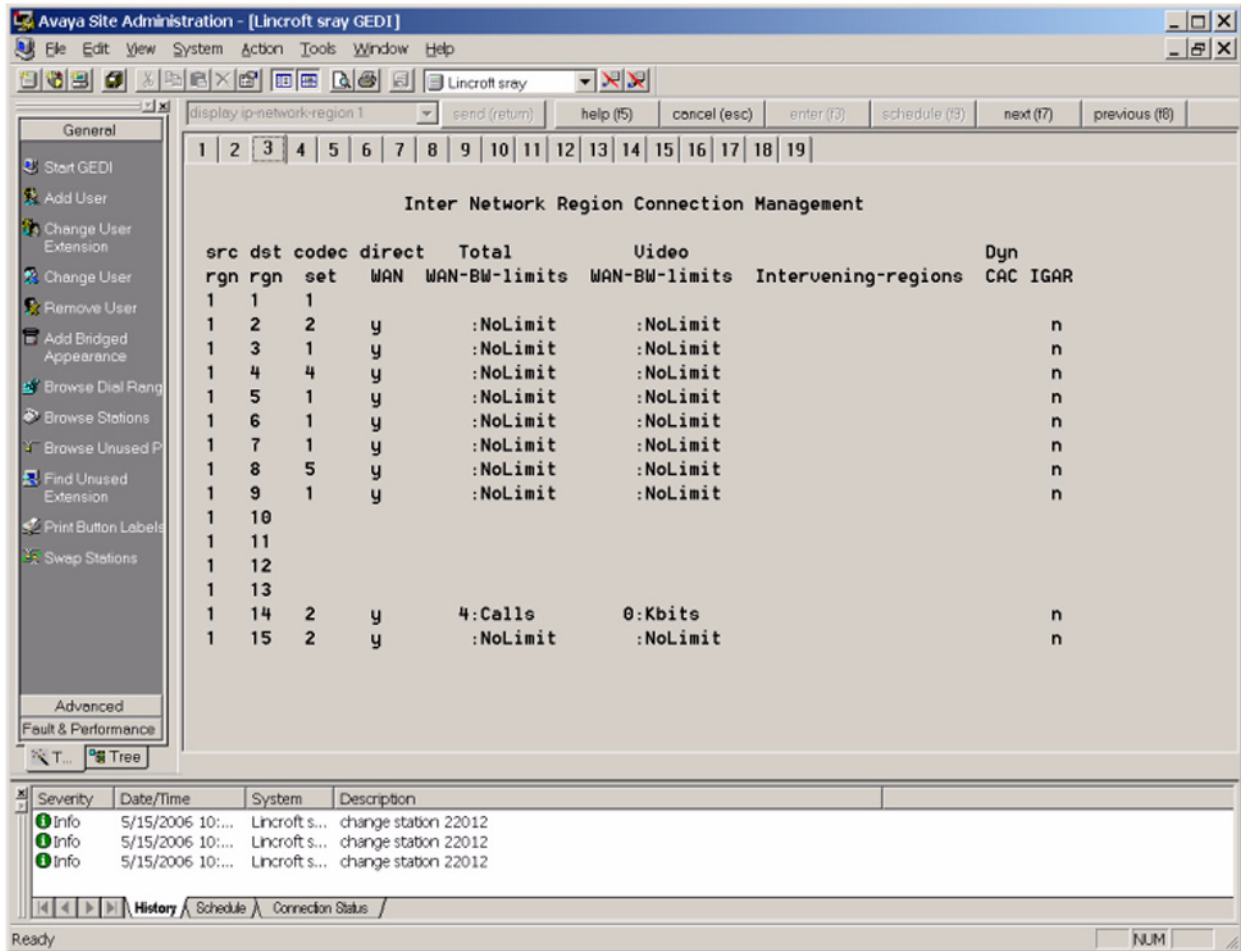 Avaya Site Administration - [Lincroft sray GEDI]
File Edit View System Action Tools Window Help
Lincroft sray
display ip-network-region 1 send (return) help (f5) cancel (esc) enter (f3) schedule (f9) next (f7) previous (f8)
General
Start GEDI
Add User
Change User
Extension
Change User
Remove User
Add Bridged
Appearance
Browse Dial Rang
Browse Stations
Browse Unused P
Find Unused
Extension
Print Button Labels
Swap Stations
Advanced
Fault & Performance
T... Tree
1 2 3 4 5 6 7 8 9 10 11 12 13 14 15 16 17 18 19
Inter Network Region Connection Management
src dst codec direct Total Video Dyn
rgn rgn set WAN WAN-BW-limits WAN-BW-limits Intervening-regions CAC IGAR
1 1 1
1 2 2 y :NoLimit :NoLimit n
1 3 1 y :NoLimit :NoLimit n
1 4 4 y :NoLimit :NoLimit n
1 5 1 y :NoLimit :NoLimit n
1 6 1 y :NoLimit :NoLimit n
1 7 1 y :NoLimit :NoLimit n
1 8 5 y :NoLimit :NoLimit n
1 9 1 y :NoLimit :NoLimit n
1 10
1 11
1 12
1 13
1 14 2 y 4:Calls 0:Kbits n
1 15 2 y :NoLimit :NoLimit n
Severity Date/Time System Description
Info 5/15/2006 10:... Lincroft s... change station 22012
Info 5/15/2006 10:... Lincroft s... change station 22012
Info 5/15/2006 10:... Lincroft s... change station 22012
History Schedule Connection Status
Ready NUM